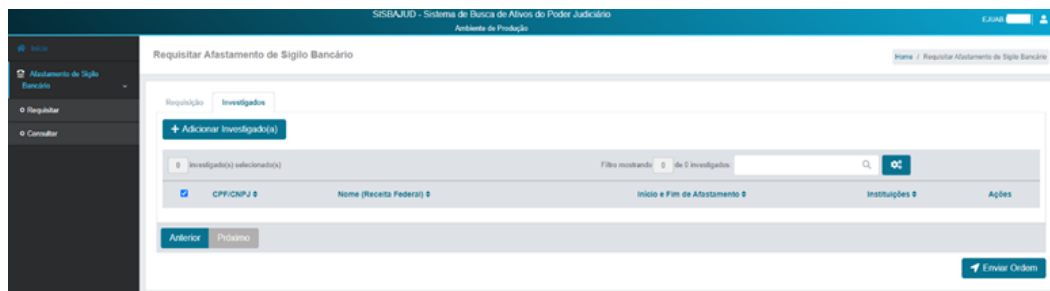 SISBAJUD - Sistema de Busca de Ativos do Poder Judiciário
Ambiente de Produção
EJUAB
Início
Requisitar Afastamento de Sigilo Bancário
Home / Requisitar Afastamento de Sigilo Bancário
Afastamento de Sigilo
Bancário
Requisitar
Consultar
Requisição
Investigados
+ Adicionar Investigado(a)
0 investigado(s) selecionado(s)
Filtro mostrando 0 de 0 investigados
CPF/CNPJ
Nome (Receita Federal)
Início e Fim de Afastamento
Instituições
Ações
Anterior
Próximo
Enviar Ordem